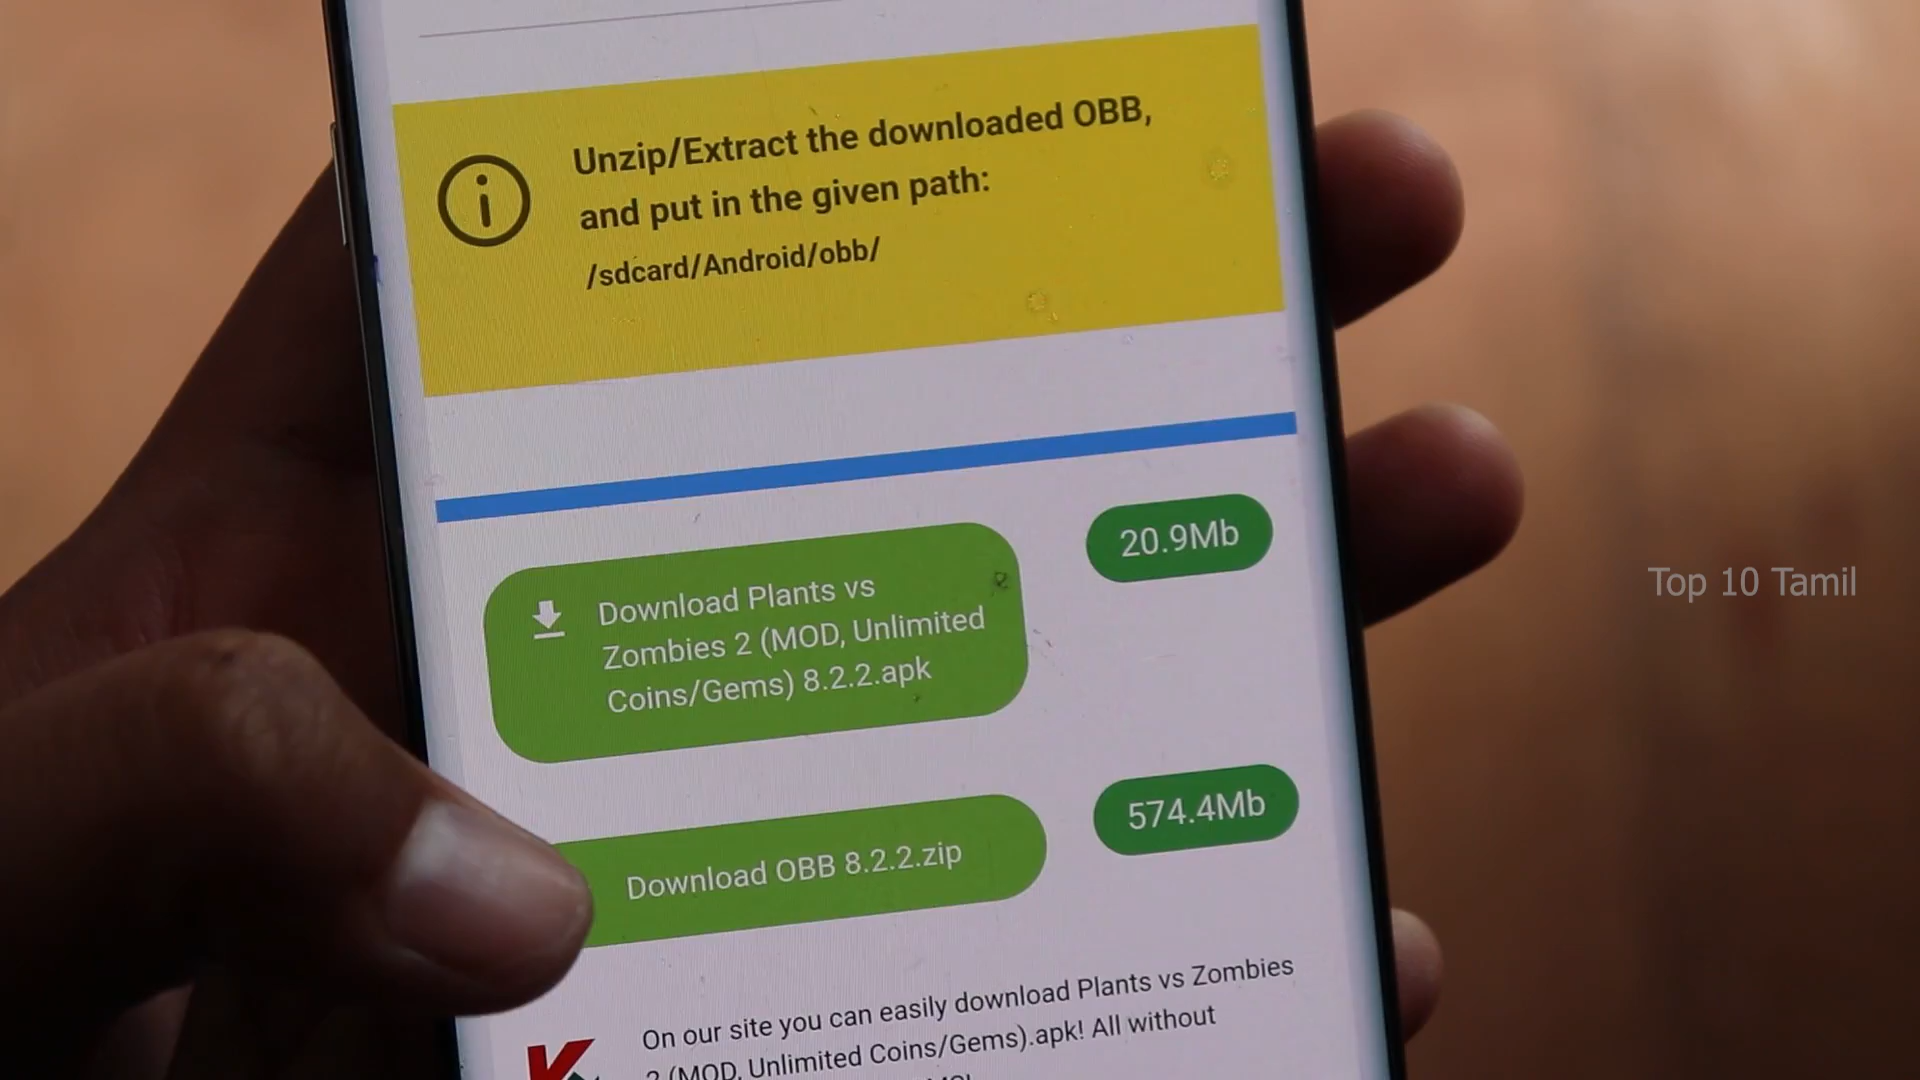 Unzip/Extract the downloaded OBB,
and put in the given path:
/sdcard/Android/obb/
Download Plants vs
Zombies 2 (MOD, Unlimited
Coins/Gems) 8.2.2.apk
20.9Mb
Download OBB 8.2.2.zip
574.4Mb
On our site you can easily download Plants vs Zombies
2 (MOD, Unlimited Coins/Gems).apk! All without
Top 10 Tamil